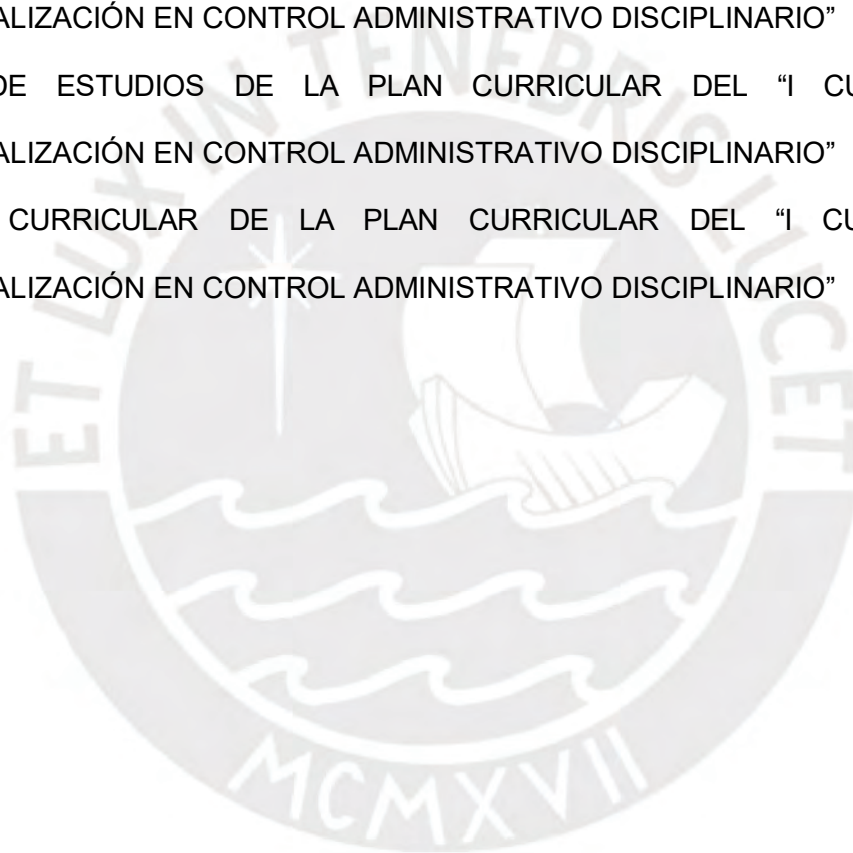 ALIZACIÓN EN CONTROL ADMINISTRATIVO DISCIPLINARIO”
DE ESTUDIOS DE LA PLAN CURRICULAR DEL “I CU
ALIZACIÓN EN CONTROL ADMINISTRATIVO DISCIPLINARIO”
CURRICULAR DE LA PLAN CURRICULAR DEL “I CU
ALIZACIÓN EN CONTROL ADMINISTRATIVO DISCIPLINARIO”
ET LUX IN TENEBRIS LUCET
MCMXVII